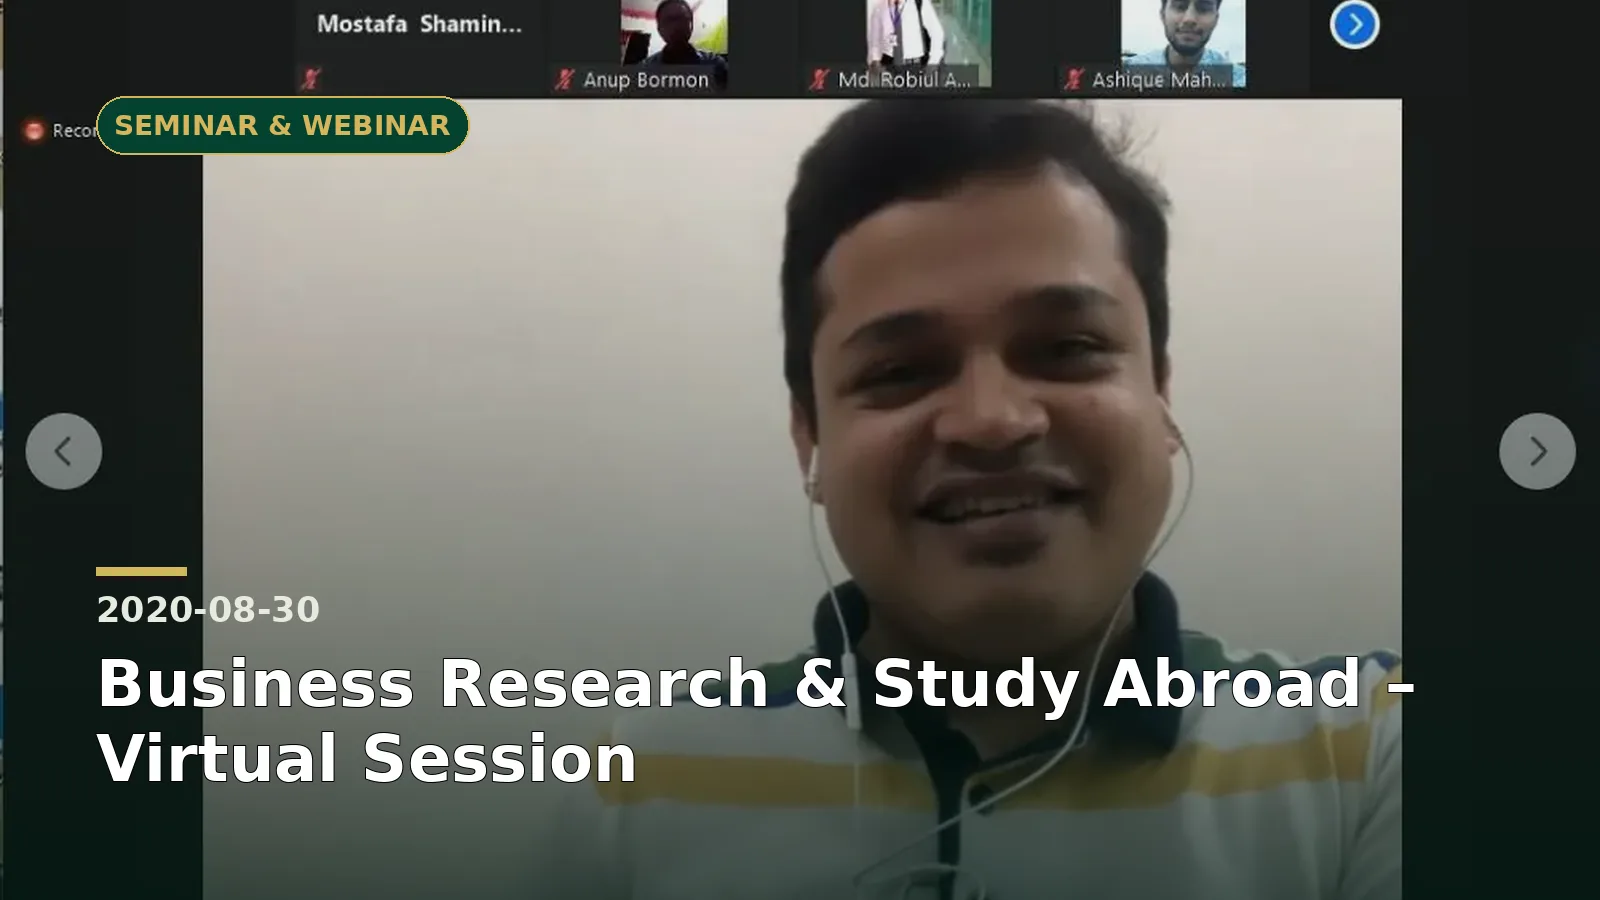 Mostafa Shamin...
Anup Bormon
Md. Robiul A...
Ashique Mah...
Recor
SEMINAR & WEBINAR
2020-08-30
Business Research & Study Abroad –
Virtual Session